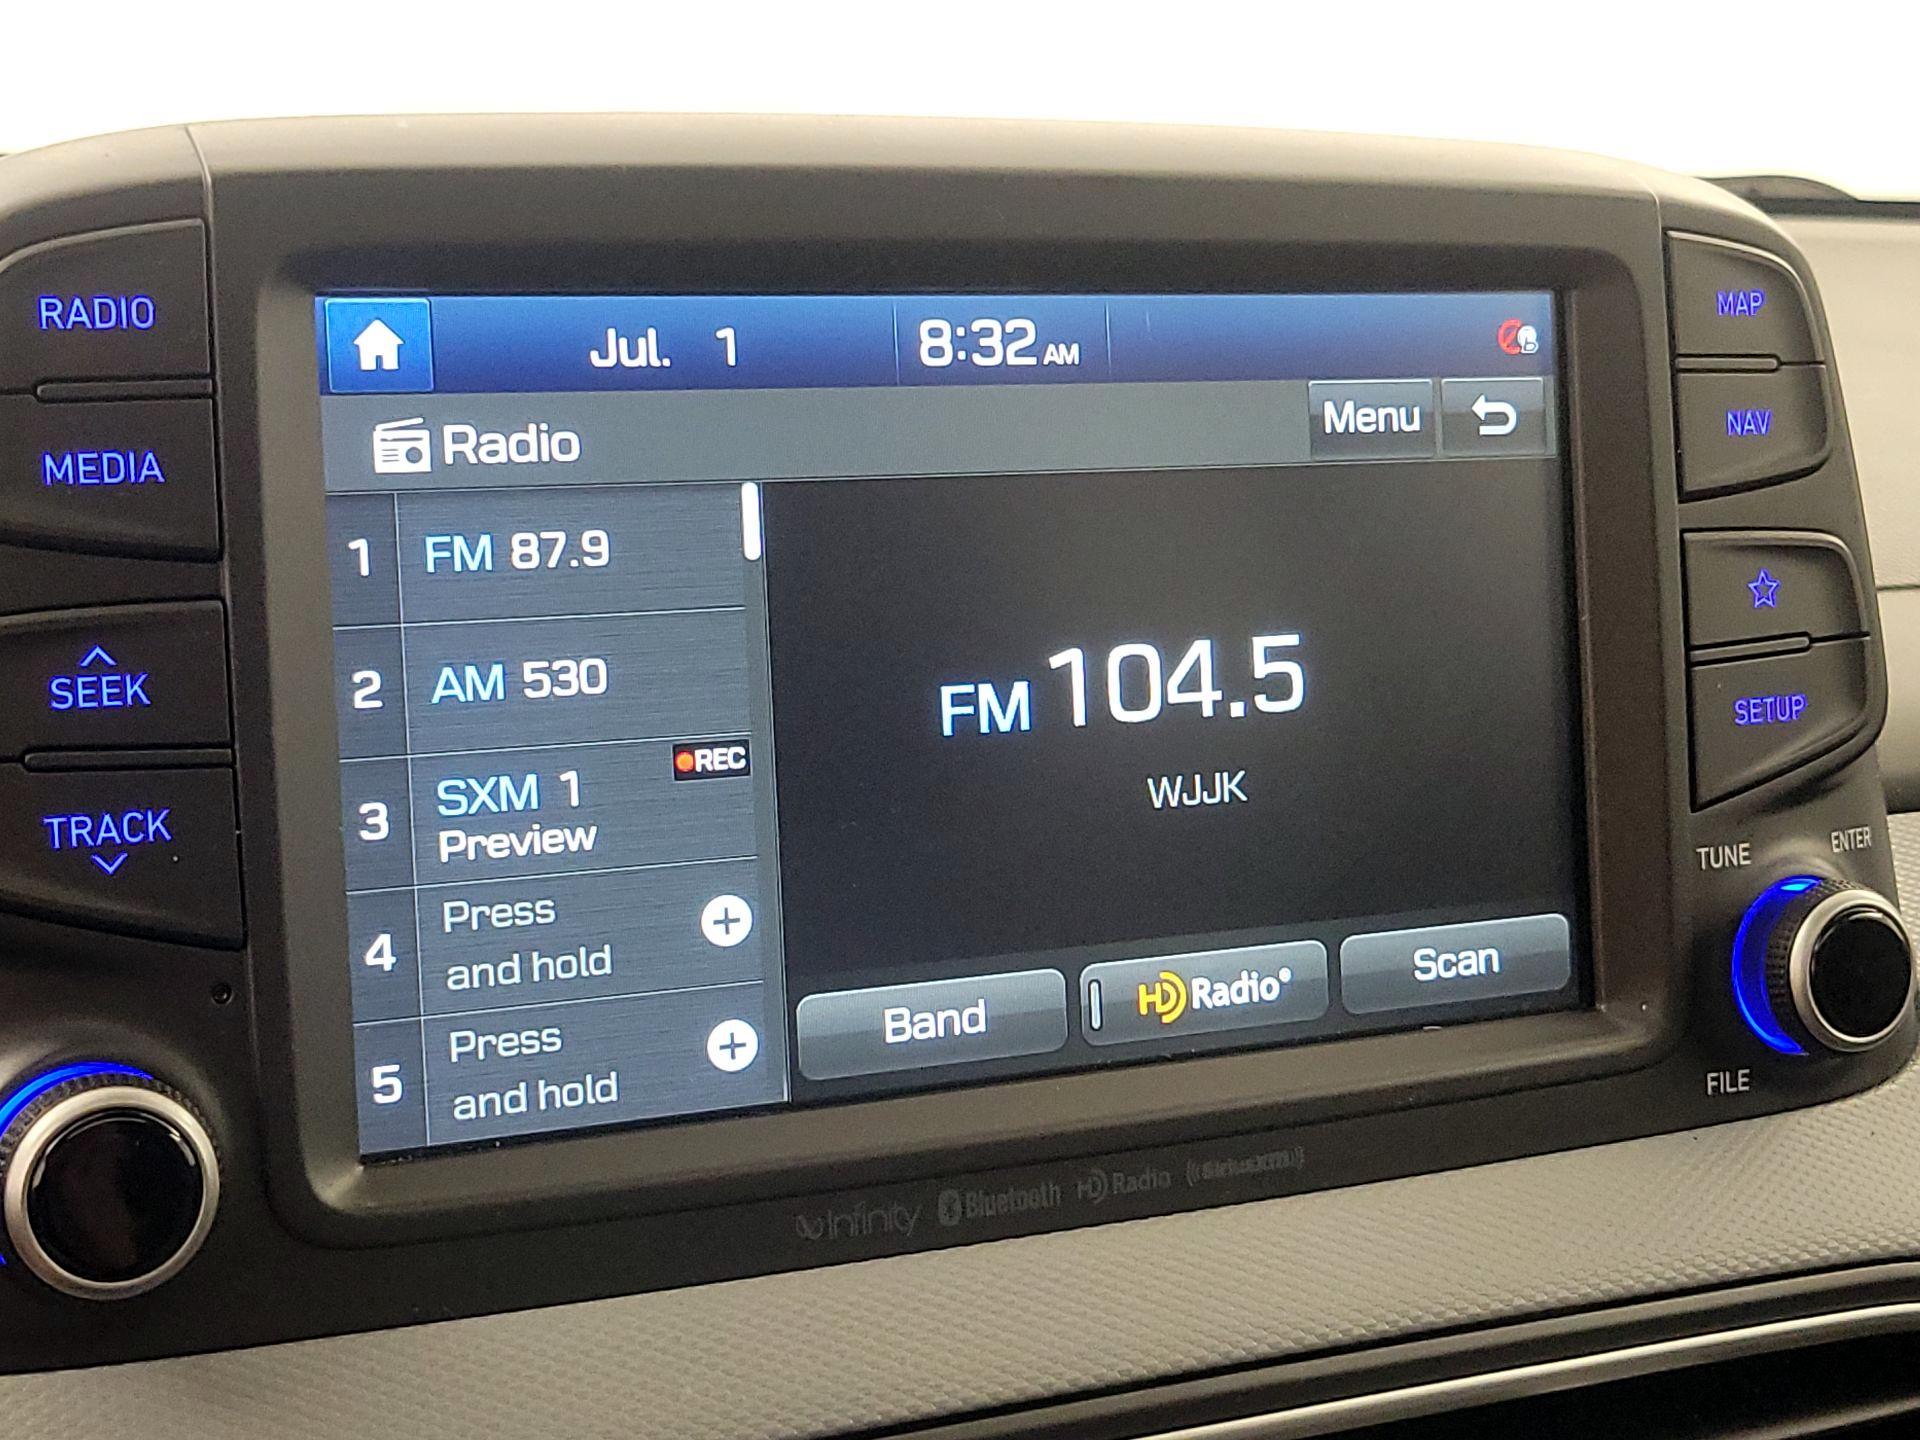 RADIO
MEDIA
SEEK
TRACK
Jul. 1
8:32 AM
Radio
Menu
1 FM 87.9
2 AM 530
3 SXM 1
REC
Preview
4 Press
and hold
5 Press
and hold
FM 104.5
WJJK
Band
HD Radio®
Scan
MAP
NAV
SETUP
TUNE
ENTER
FILE
Infinity Bluetooth HD Radio ((SiriusXM))